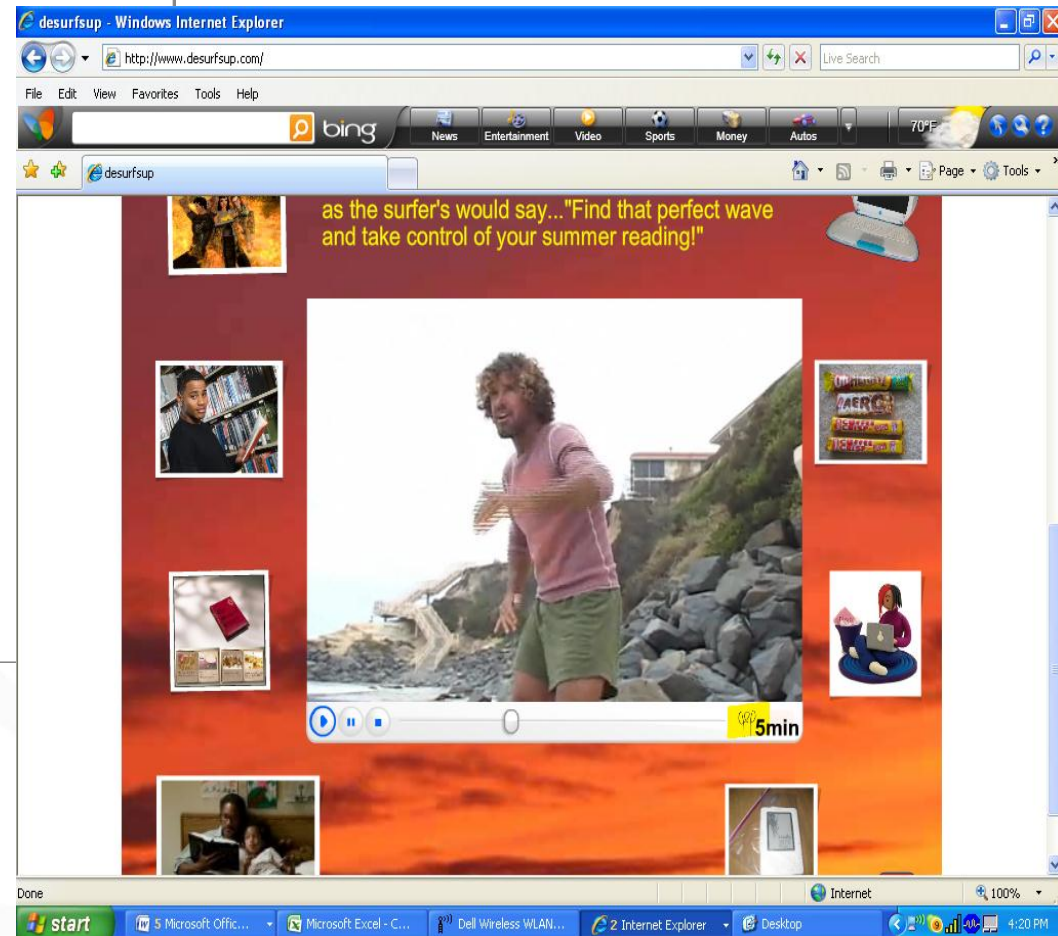 desurfsup - Windows Internet Explorer
http://www.desurfsup.com/
Live Search
File Edit View Favorites Tools Help
bing
News Entertainment Video Sports Money Autos
70°F
desurfsup
Page Tools
as the surfer's would say..."Find that perfect wave
and take control of your summer reading!"
AERO
5min
Done
Internet
100%
start
5 Microsoft Offic...
Microsoft Excel - C...
Dell Wireless WLAN...
2 Internet Explorer
Desktop
4:20 PM